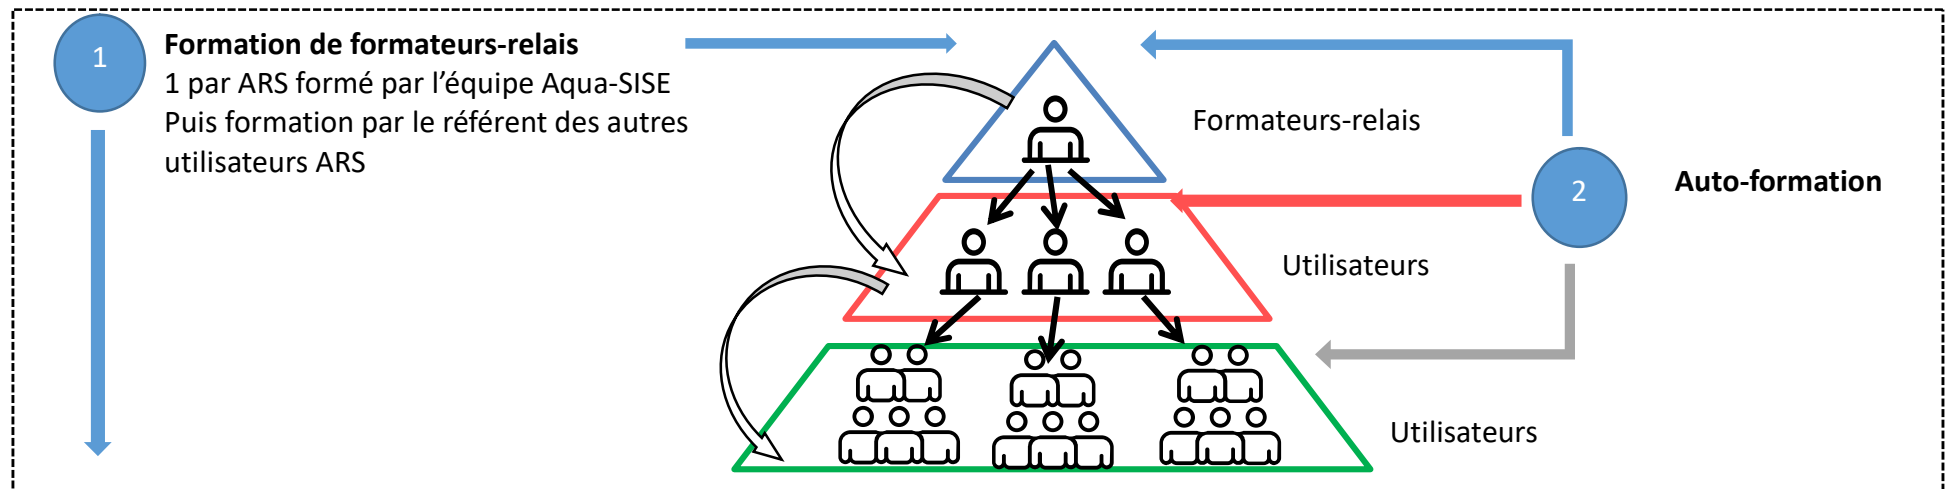 1
Formation de formateurs-relais
1 par ARS formé par l’équipe Aqua-SISE
Puis formation par le référent des autres
utilisateurs ARS
Formateurs-relais
2
Auto-formation
Utilisateurs
Utilisateurs